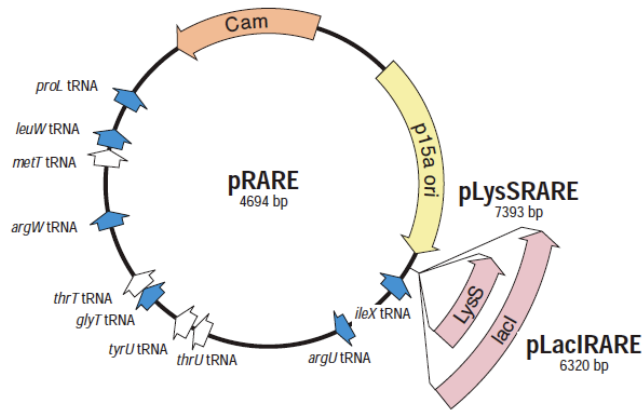 Cam
proL tRNA
leuW tRNA
metT tRNA
argW tRNA
thrT tRNA
glyT tRNA
tyrU tRNA
thrU tRNA
argU tRNA
ileX tRNA
p15a ori
pRARE
4694 bp
pLysSRARE
7393 bp
LysS
lacI
pLacIRARE
6320 bp